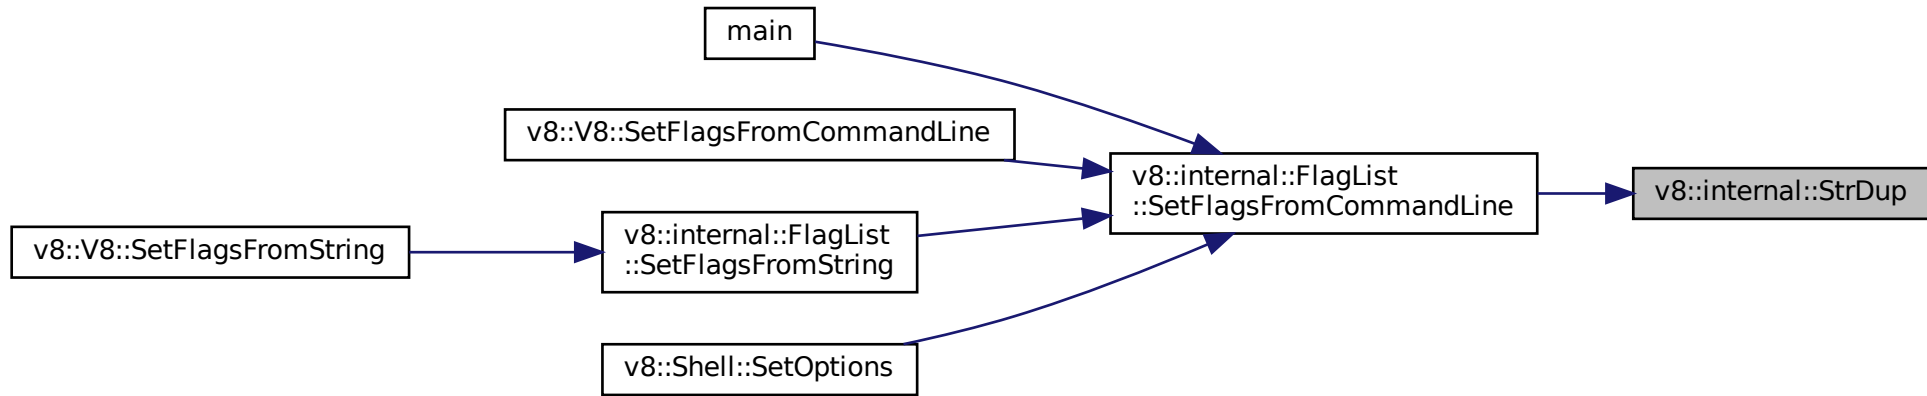 main
v8::V8::SetFlagsFromCommandLine
v8::internal::FlagList
::SetFlagsFromCommandLine
v8::internal::StrDup
v8::V8::SetFlagsFromString
v8::internal::FlagList
::SetFlagsFromString
v8::Shell::SetOptions